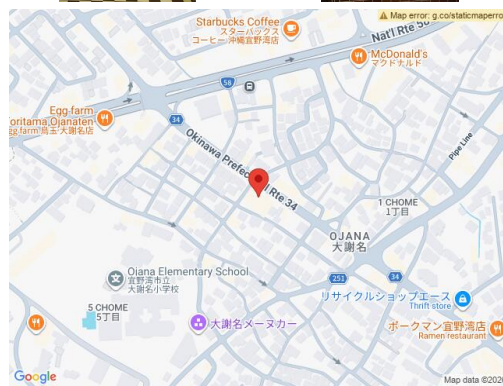 Starbucks Coffee
スターバックス
コーヒー 沖縄宜野湾店
Map error: g.co/staticmaperro
Nat'l Rte 58
McDonald's
マクドナルド
58
Egg farm
oritama Ojanaten
egg farm 鳥玉 大謝名店
34
Okinawa Prefectural Rte 34
Pipe Line
1 CHOME
1丁目
OJANA
大謝名
Ojana Elementary School
宜野湾市立
大謝名小学校
251
34
リサイクルショップエース
Thrift store
5 CHOME
5丁目
大謝名メーヌカー
ポークマン宜野湾店
Ramen restaurant
Google
Map data ©202